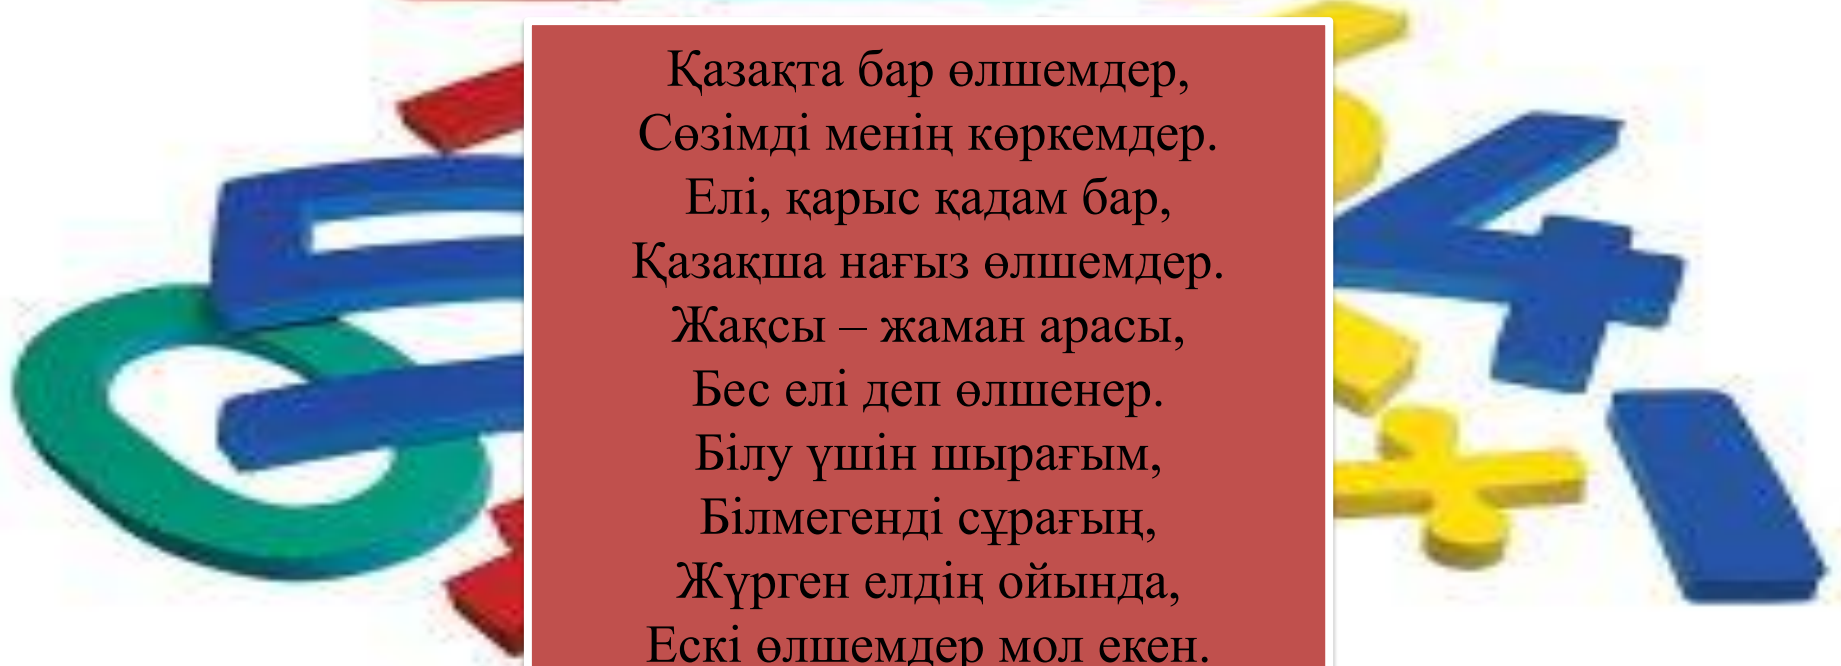 Қазақта бар өлшемдер,
Сөзімді менің көркемдер.
Елі, қарыс қадам бар,
Қазақша нағыз өлшемдер.
Жақсы – жаман арасы,
Бес елі деп өлшенер.
Білу үшін шырағым,
Білмегенді сұрағың,
Жүрген елдің ойында,
Ескі өлшемдер мол екен.